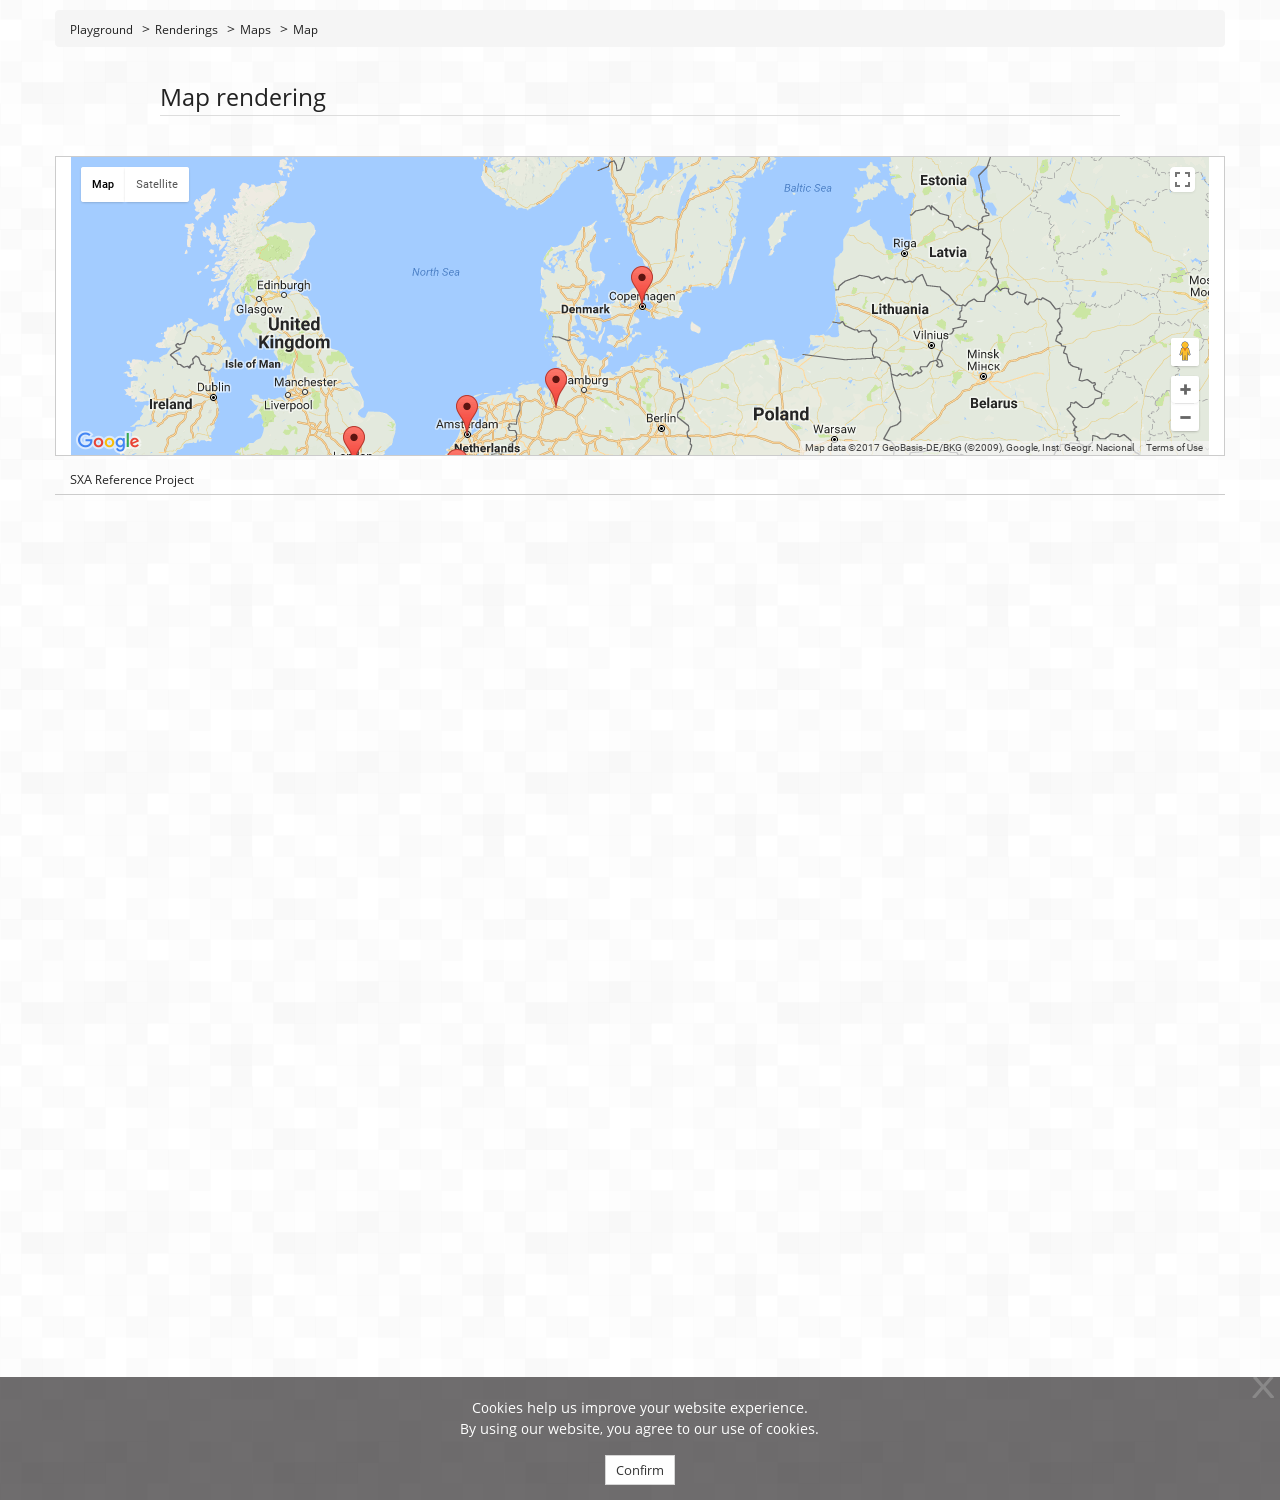 Playground > Renderings > Maps > Map
Map rendering
Map Satellite
Estonia
Baltic Sea
Riga
Latvia
North Sea
Edinburgh
Glasgow
Copenhagen
Denmark
Lithuania
United
Kingdom
Vilnius
Isle of Man
Minsk
Мінск
Dublin
Manchester
Liverpool
Hamburg
Ireland
Belarus
Poland
Berlin
Amsterdam
Warsaw
Netherlands
London
Google
Map data ©2017 GeoBasis-DE/BKG (©2009), Google, Inst. Geogr. Nacional Terms of Use
SXA Reference Project
Cookies help us improve your website experience.
By using our website, you agree to our use of cookies.
Confirm